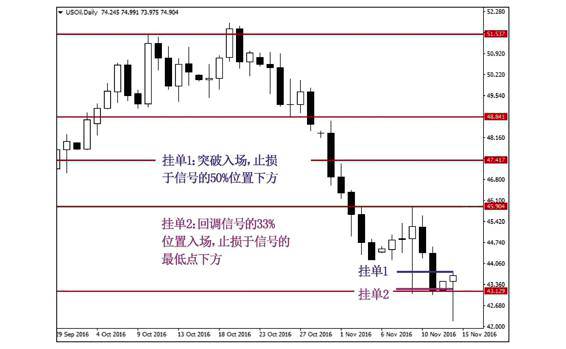 USOil,Daily 74.245 74.991 73.975 74.904
52.280
51.537
50.920
50.220
49.540
48.841
48.160
47.417
46.800
45.904
45.100
44.740
44.060
43.360
43.129
42.680
42.000
挂单1:突破入场,止损
于信号的50%位置下方
挂单2:回调信号的33%
位置入场,止损于信号的
最低点下方
挂单1
挂单2
29 Sep 2016
4 Oct 2016
9 Oct 2016
13 Oct 2016
18 Oct 2016
23 Oct 2016
27 Oct 2016
1 Nov 2016
6 Nov 2016
10 Nov 2016
15 Nov 2016